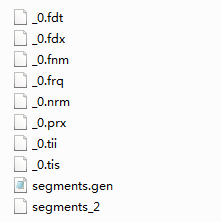 _0.fdt
_0.fdx
_0.fnm
_0.frq
_0.nrm
_0.prx
_0.tii
_0.tis
segments.gen
segments_2